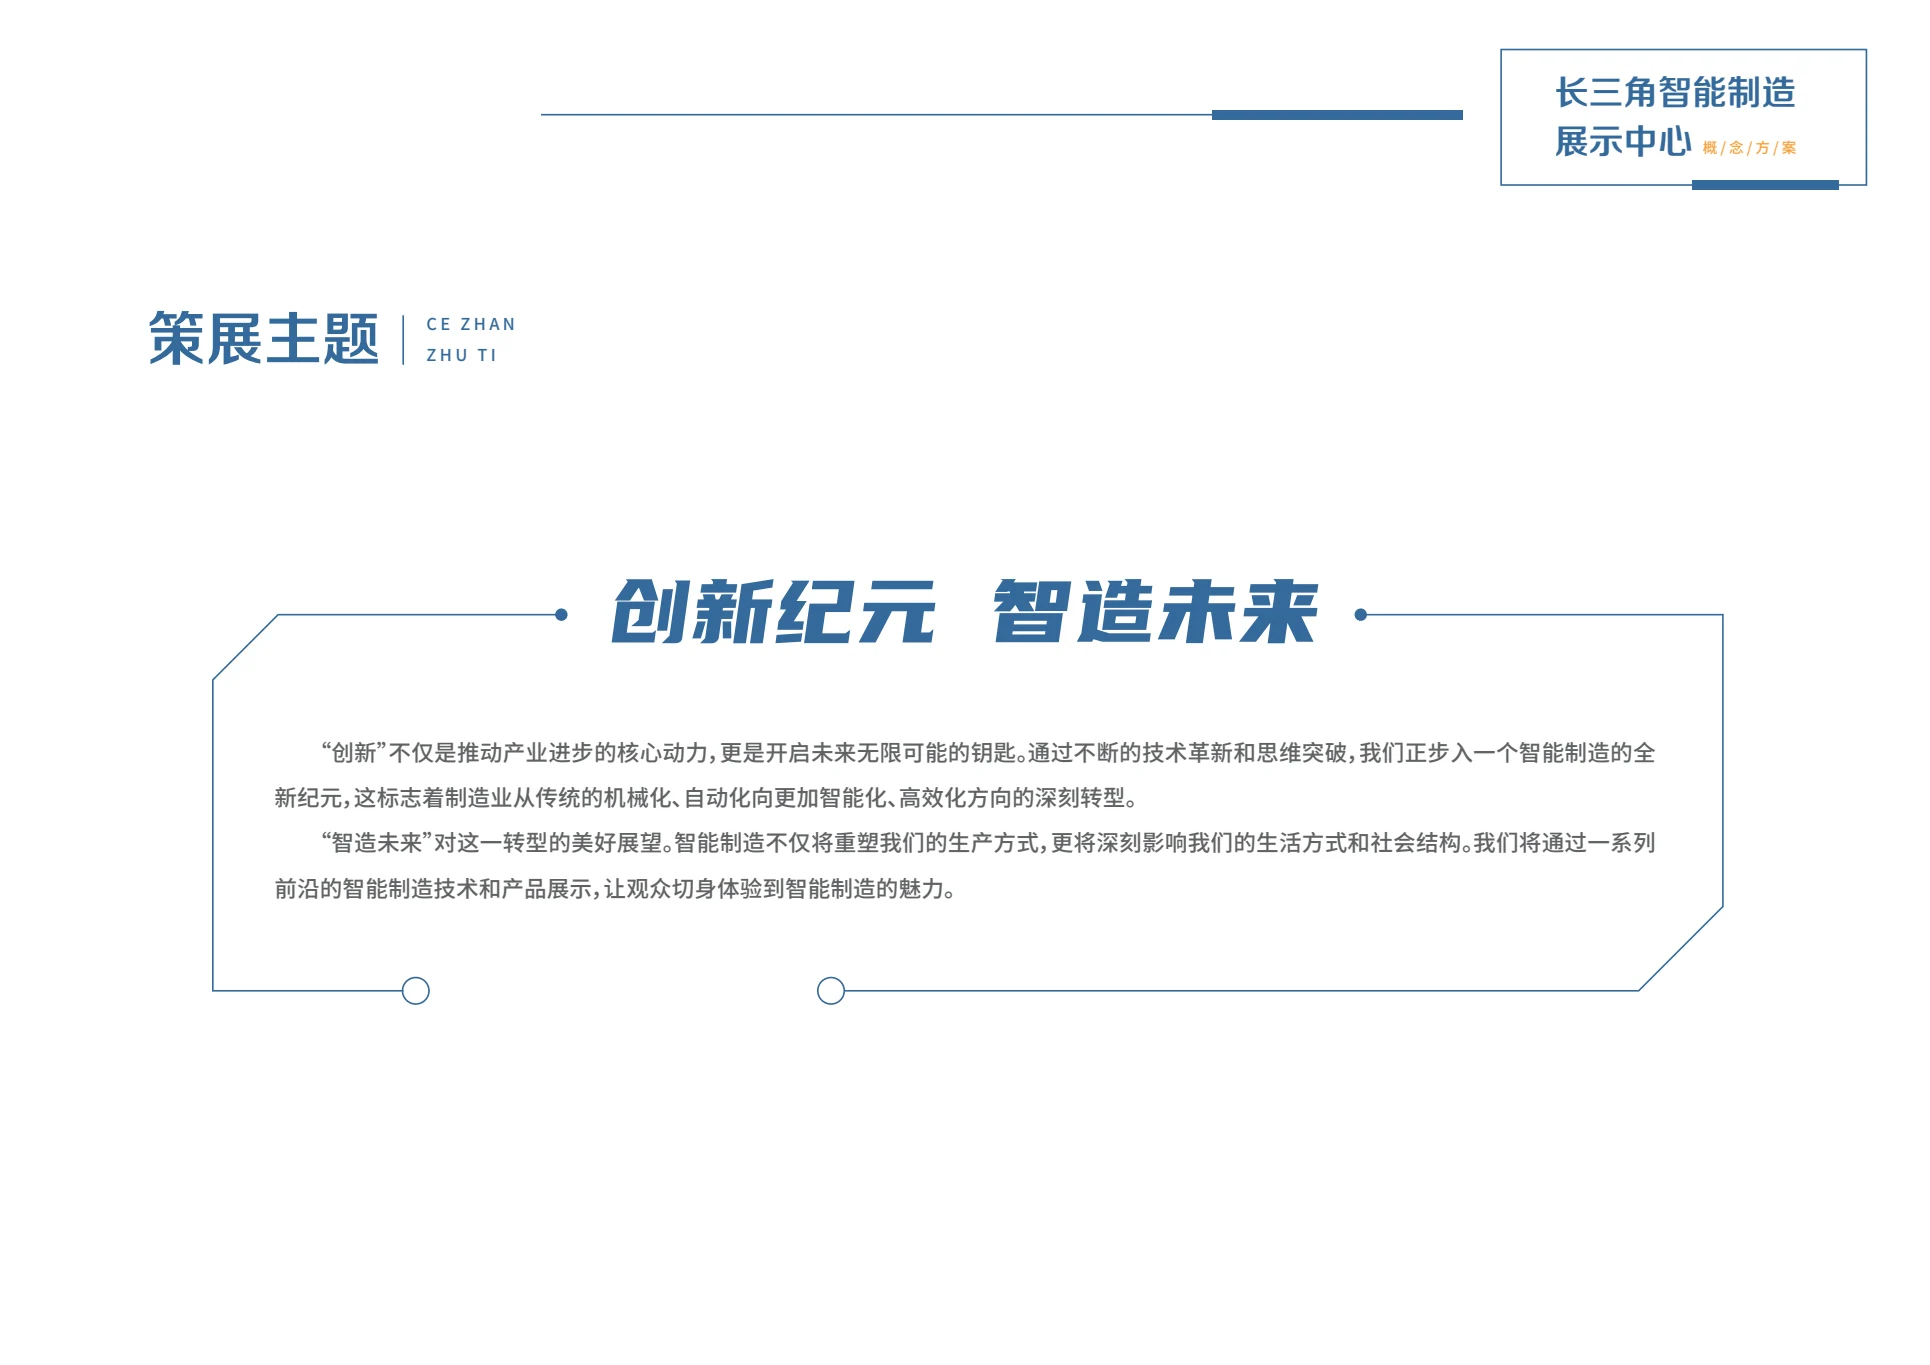 长三角智能制造
展示中心 概/念/方/案
策展主题
CE ZHAN
ZHU TI
创新纪元 智造未来
“创新”不仅是推动产业进步的核心动力，更是开启未来无限可能的钥匙。通过不断的技术革新和思维突破，我们正步入一个智能制造的全
新纪元，这标志着制造业从传统的机械化、自动化向更加智能化、高效化方向的深刻转型。
“智造未来”对这一转型的美好展望。智能制造不仅将重塑我们的生产方式，更将深刻影响我们的生活方式和社会结构。我们将通过一系列
前沿的智能制造技术和产品展示，让观众切身体验到智能制造的魅力。